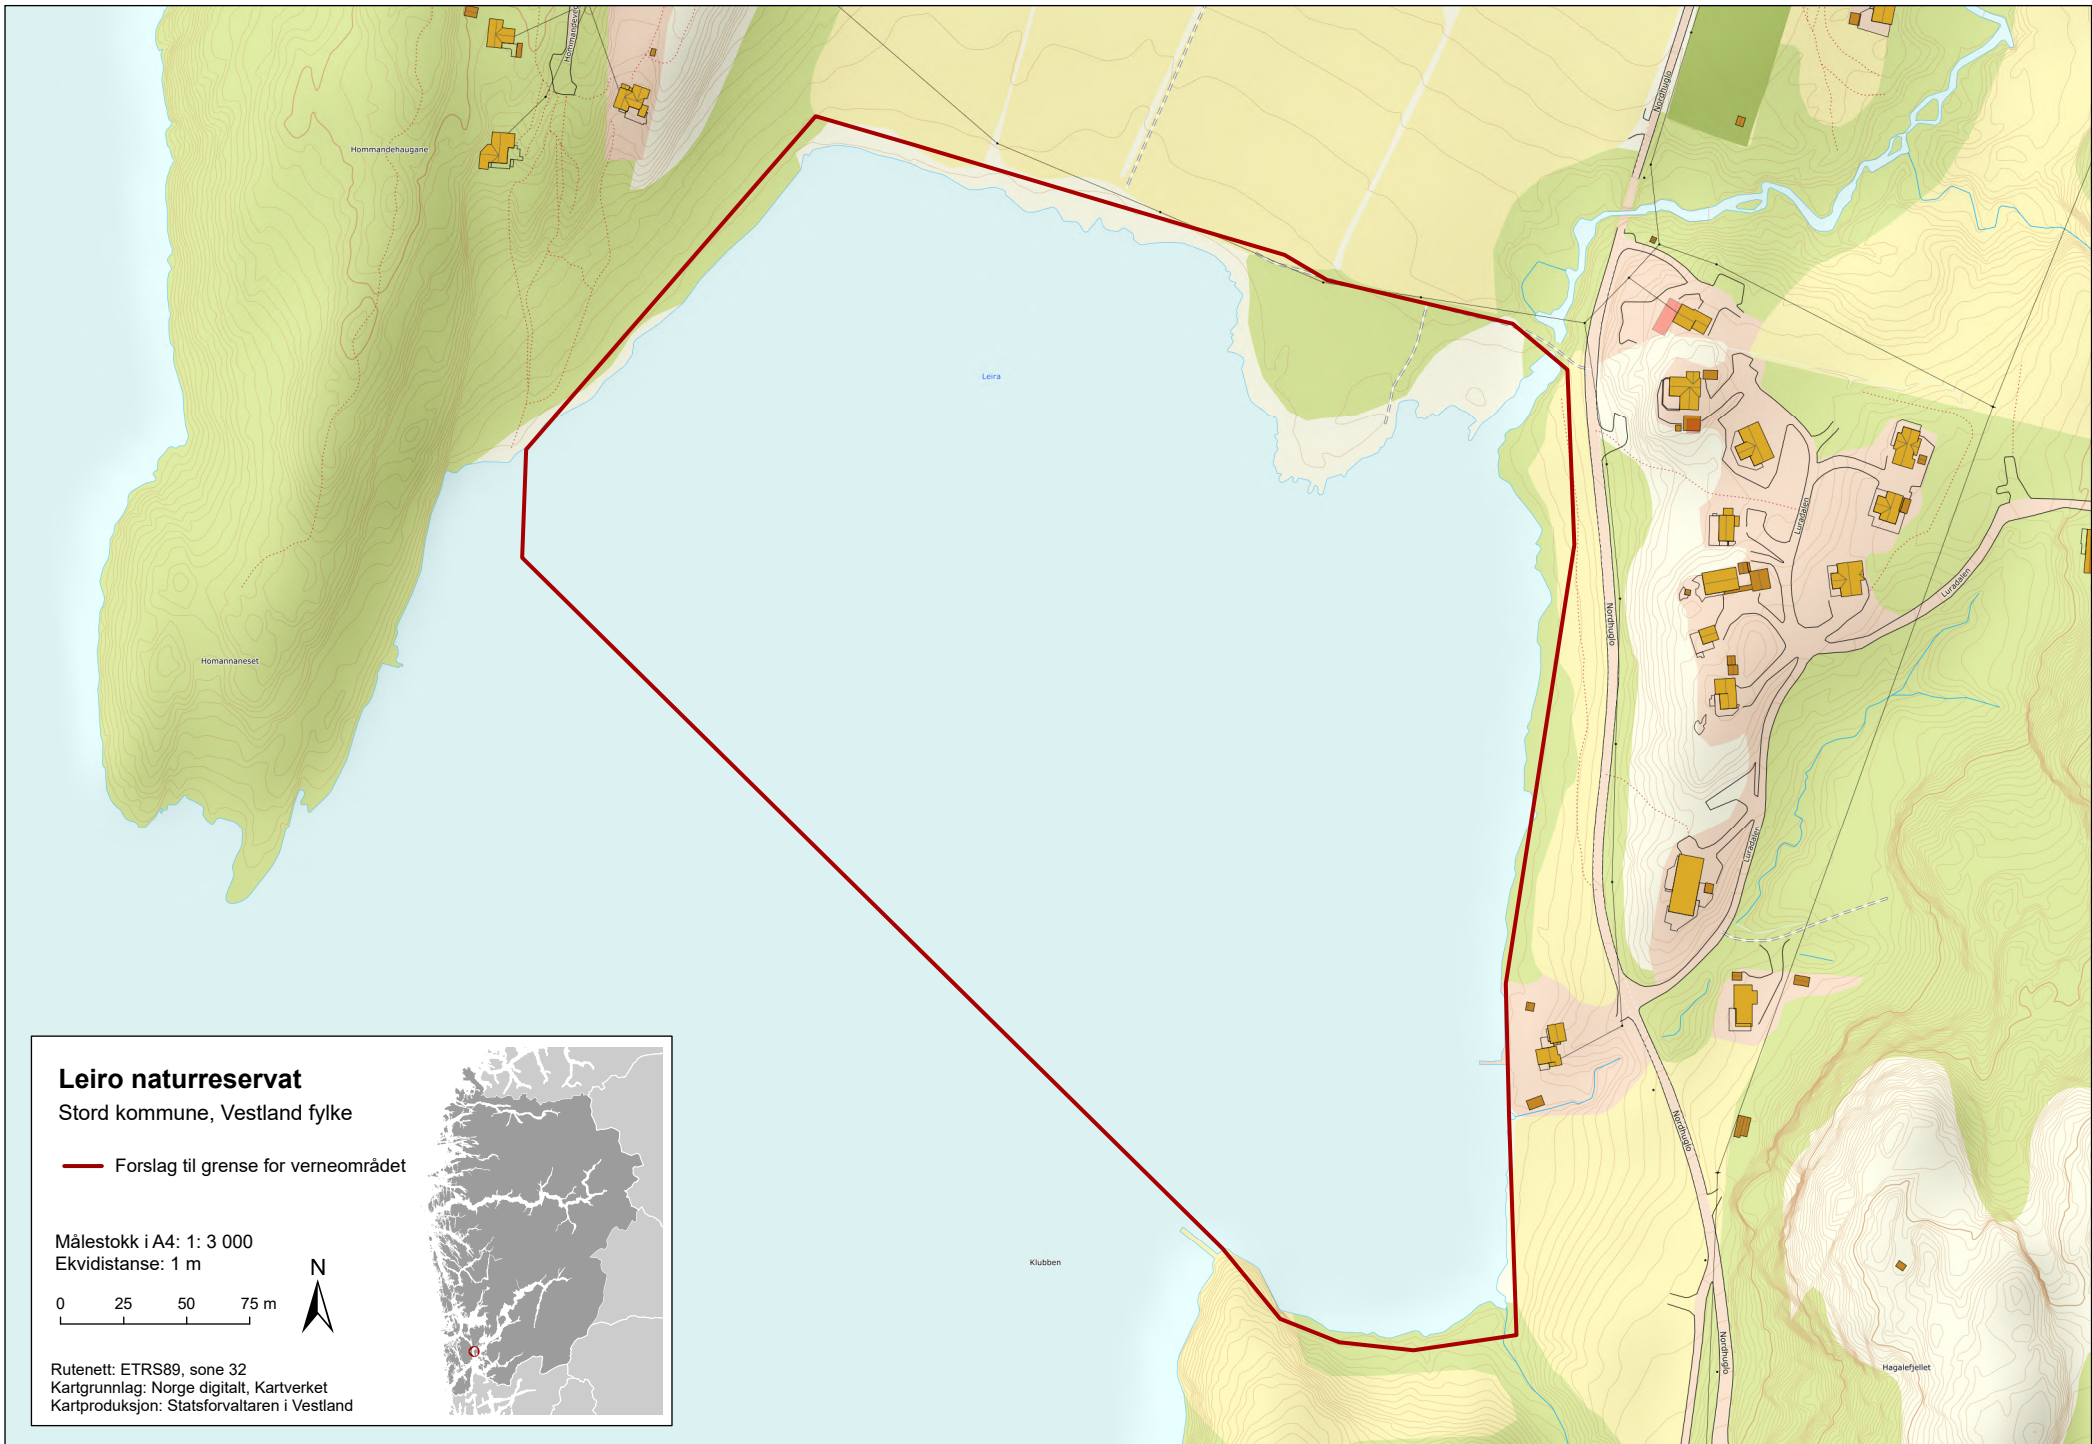 Hommandeveg
Hommandehaugane
Nordhuglo
Leira
Luradalen
Luradalen
Nordhuglo
Homannaneset
Luradalen
Nordhuglo
Klubben
Nordhuglo
Hagalefjellet
Leiro naturreservat
Stord kommune, Vestland fylke
Forslag til grense for verneområdet
Målestokk i A4: 1: 3 000
Ekvidistanse: 1 m
N
0 25 50 75 m
Rutenett: ETRS89, sone 32
Kartgrunnlag: Norge digitalt, Kartverket
Kartproduksjon: Statsforvaltaren i Vestland